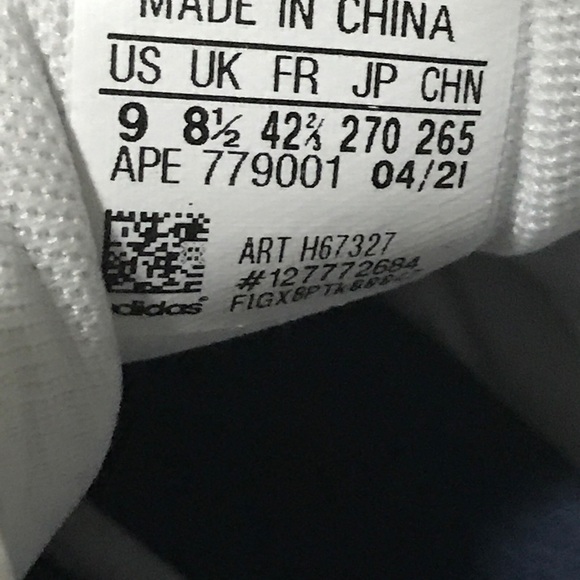 MADE IN CHINA
US UK FR JP CHN
9 8½ 42⅔ 270 265
APE 779001 04/21
ART H67327
#127772684
adidas